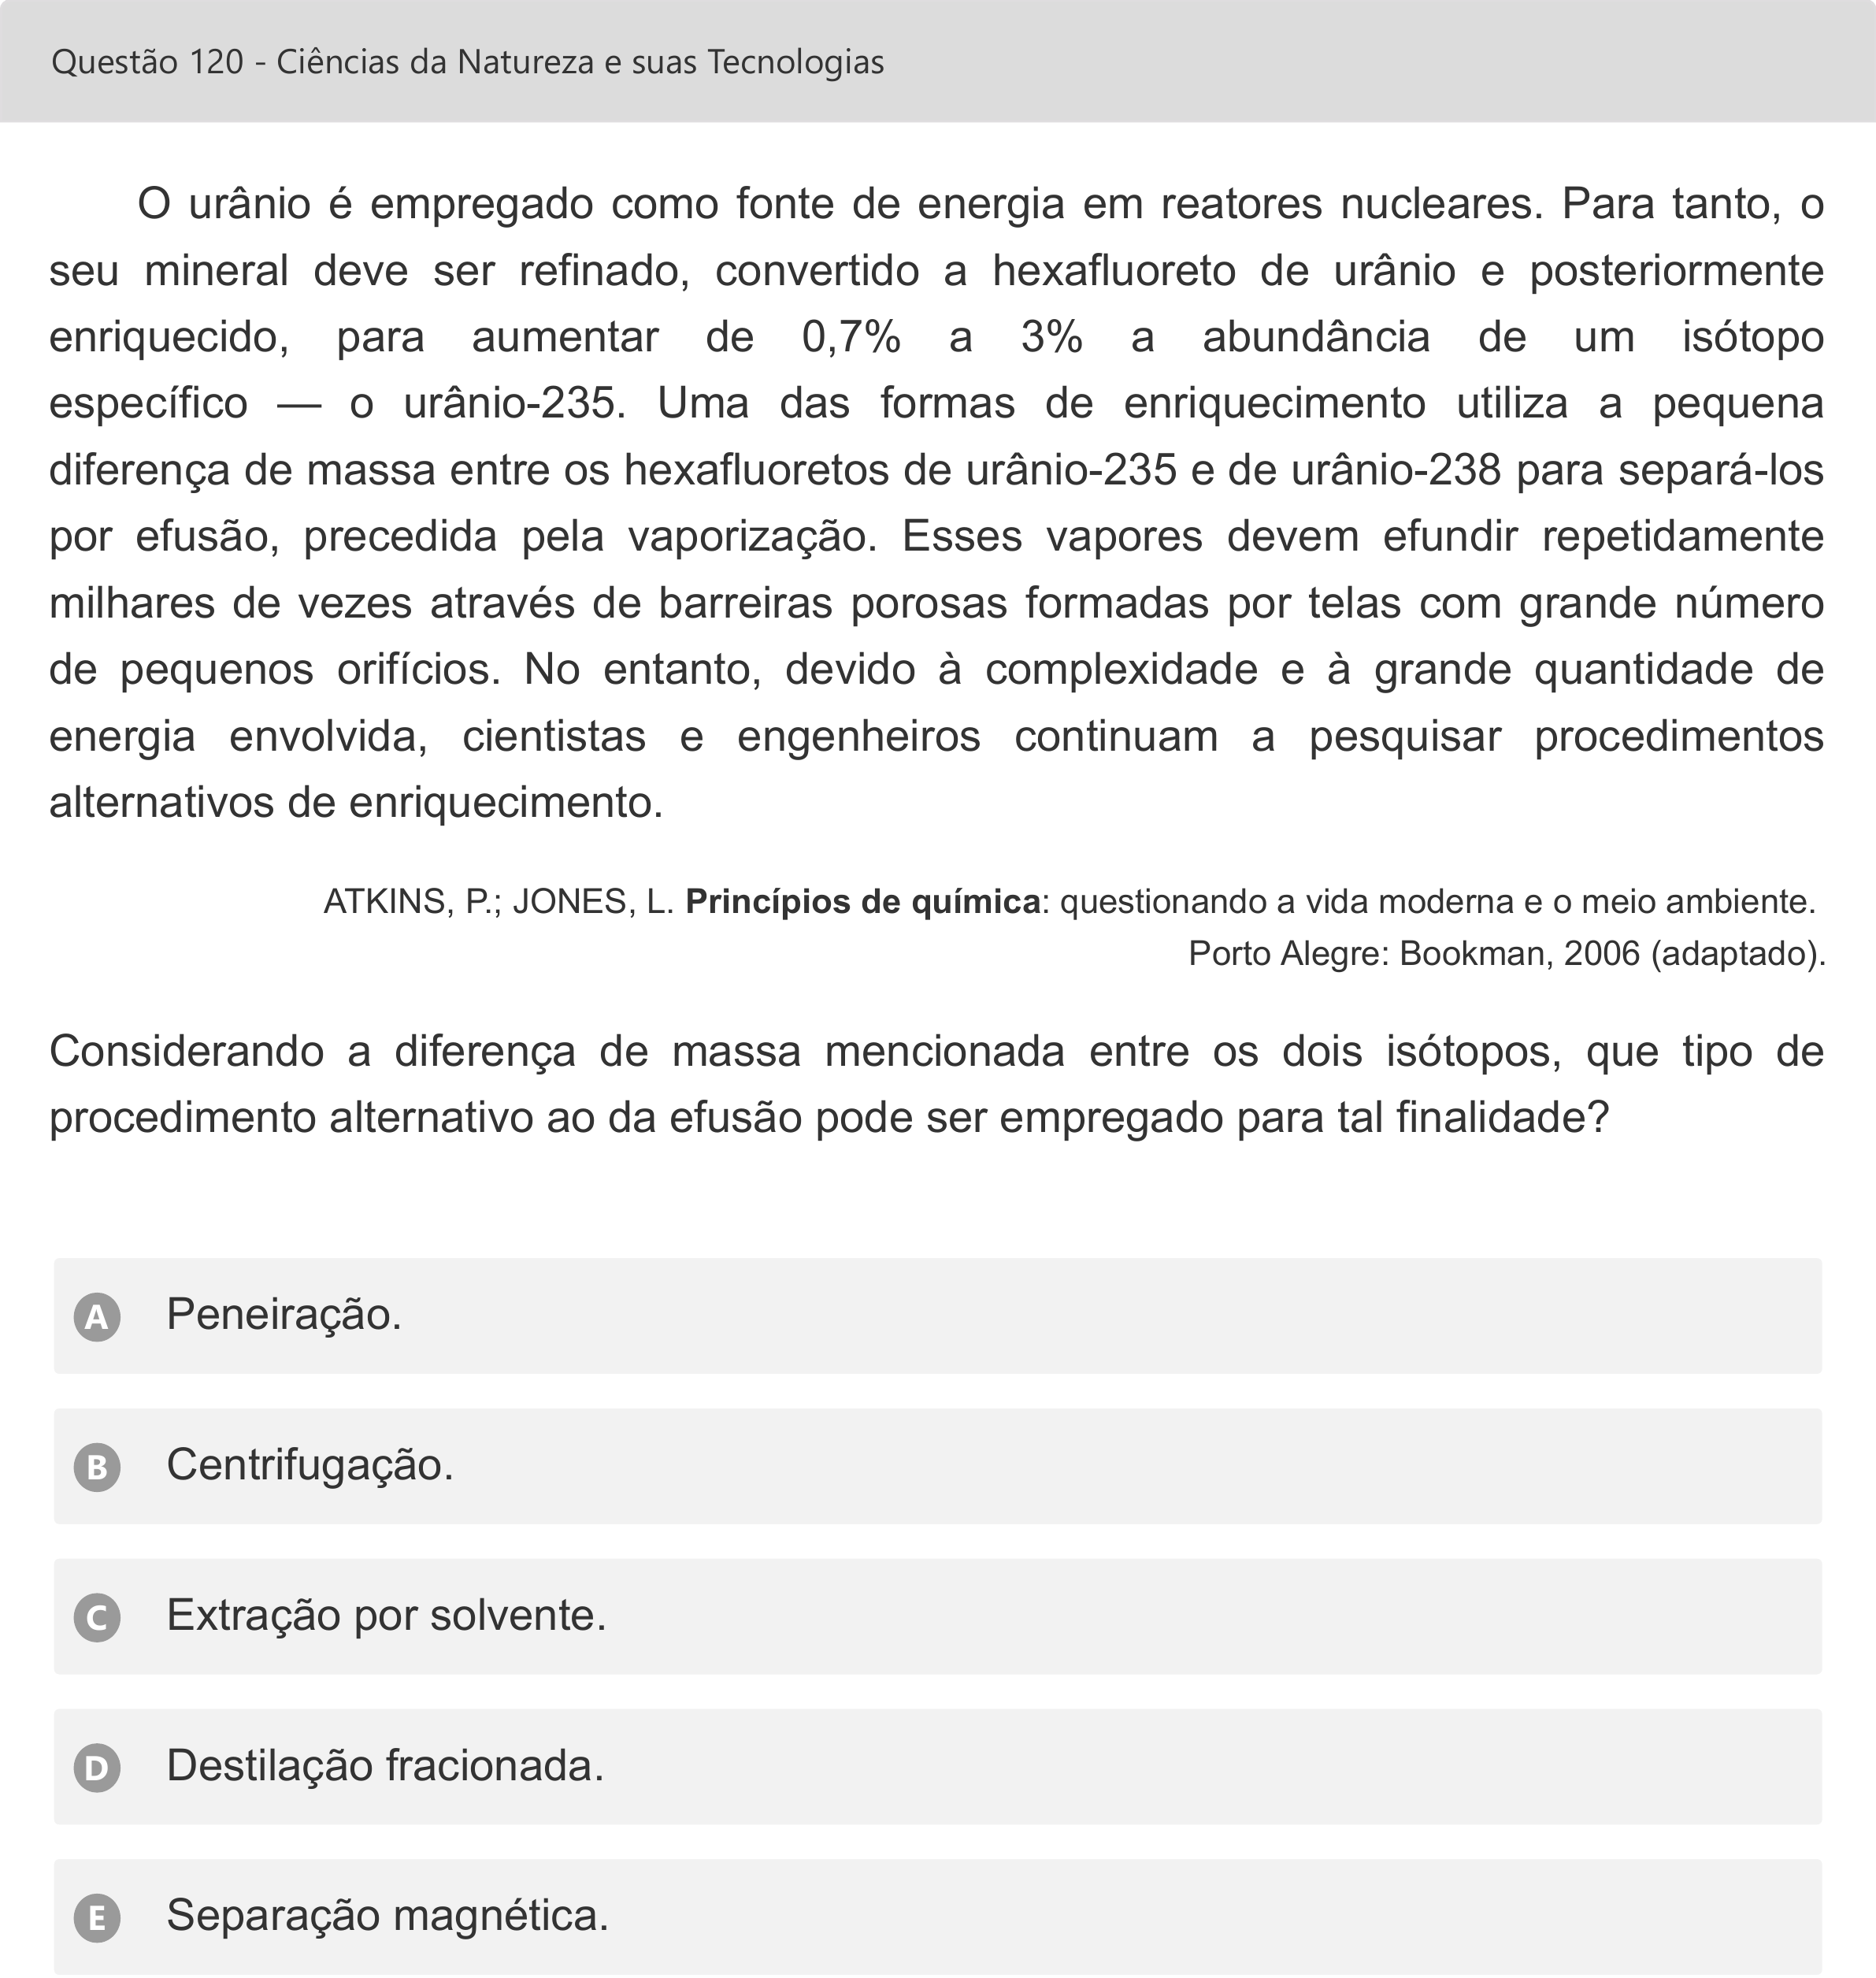 Questão 120 - Ciências da Natureza e suas Tecnologias
O urânio é empregado como fonte de energia em reatores nucleares. Para tanto, o
seu mineral deve ser refinado, convertido a hexafluoreto de urânio e posteriormente
enriquecido, para aumentar de 0,7% a 3% a abundância de um isótopo
específico — o urânio-235. Uma das formas de enriquecimento utiliza a pequena
diferença de massa entre os hexafluoretos de urânio-235 e de urânio-238 para separá-los
por efusão, precedida pela vaporização. Esses vapores devem efundir repetidamente
milhares de vezes através de barreiras porosas formadas por telas com grande número
de pequenos orifícios. No entanto, devido à complexidade e à grande quantidade de
energia envolvida, cientistas e engenheiros continuam a pesquisar procedimentos
alternativos de enriquecimento.
ATKINS, P.; JONES, L. Princípios de química: questionando a vida moderna e o meio ambiente.
Porto Alegre: Bookman, 2006 (adaptado).
Considerando a diferença de massa mencionada entre os dois isótopos, que tipo de
procedimento alternativo ao da efusão pode ser empregado para tal finalidade?
A Peneiração.
B Centrifugação.
C Extração por solvente.
D Destilação fracionada.
E Separação magnética.